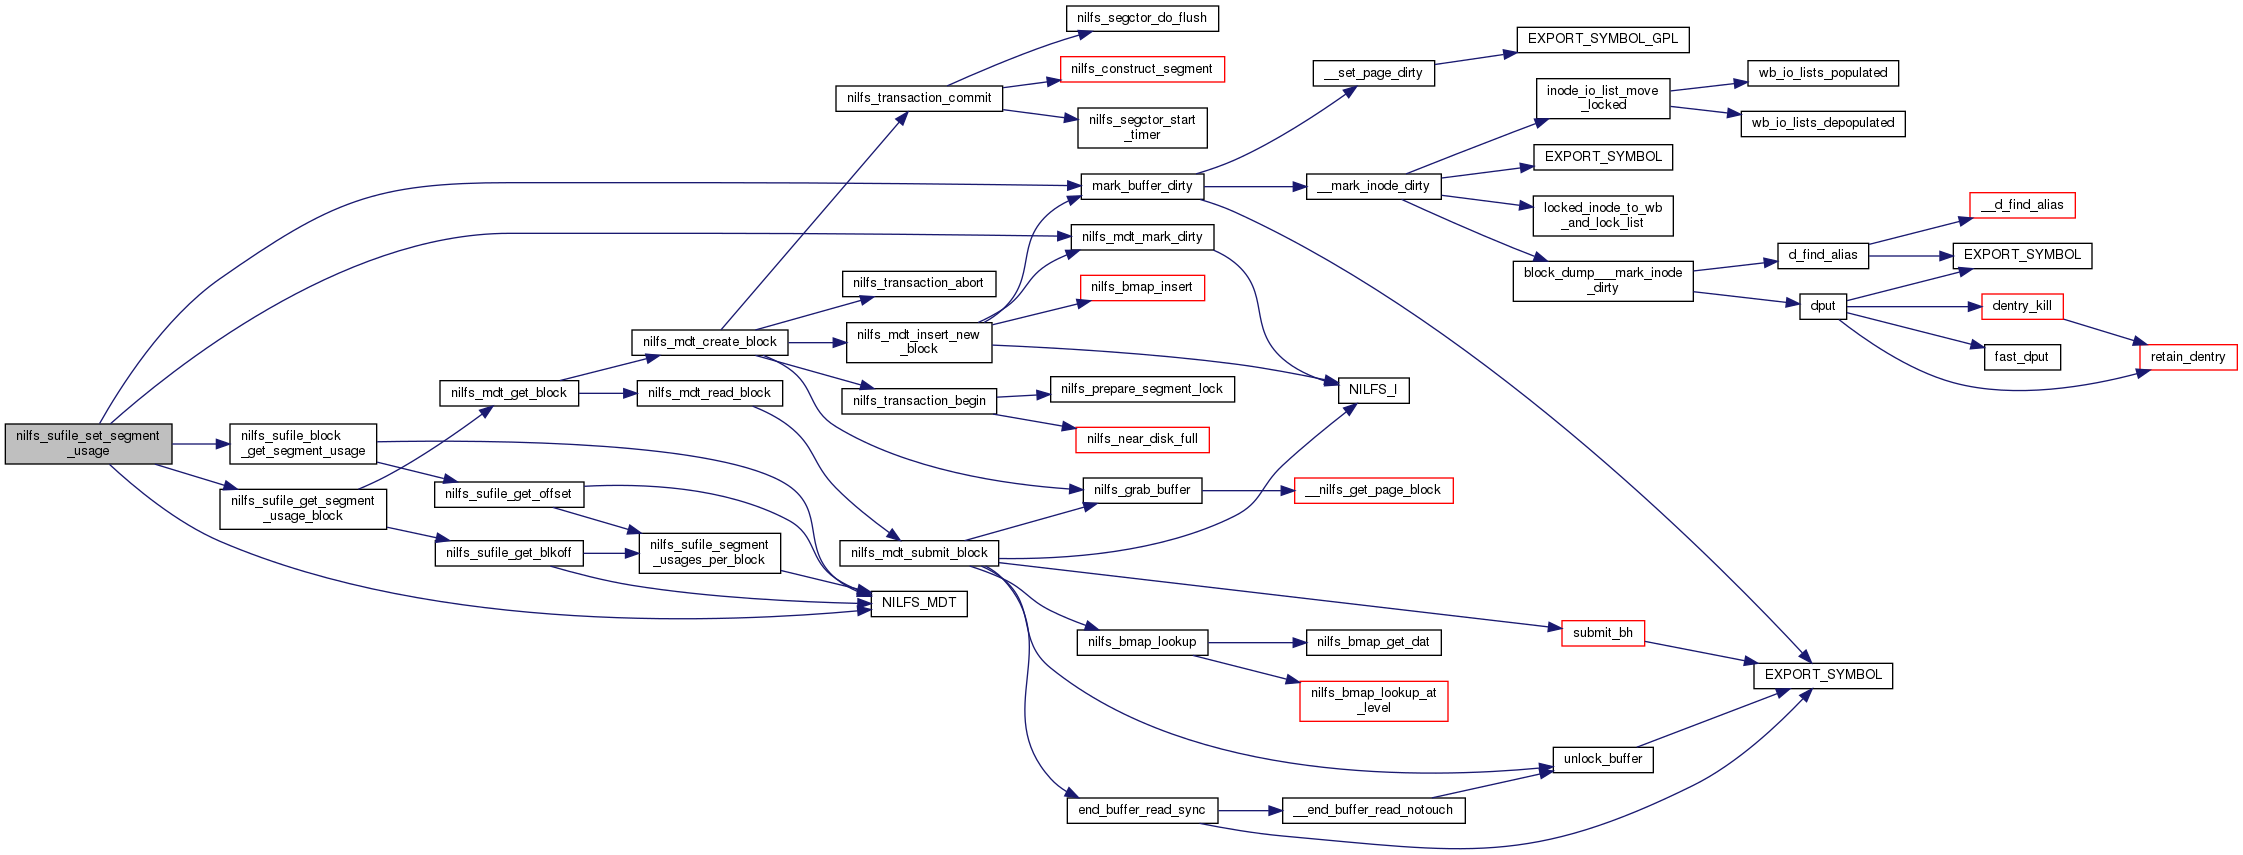 nilfs_sufile_set_segment
_usage
nilfs_sufile_block
_get_segment_usage
nilfs_sufile_get_segment
_usage_block
nilfs_mdt_get_block
nilfs_sufile_get_offset
nilfs_sufile_get_blkoff
nilfs_mdt_create_block
nilfs_mdt_read_block
nilfs_sufile_segment
_usages_per_block
nilfs_transaction_commit
nilfs_transaction_abort
nilfs_mdt_insert_new
_block
nilfs_transaction_begin
nilfs_mdt_submit_block
NILFS_MDT
nilfs_segctor_do_flush
nilfs_construct_segment
nilfs_segctor_start
_timer
mark_buffer_dirty
nilfs_mdt_mark_dirty
nilfs_bmap_insert
nilfs_prepare_segment_lock
nilfs_near_disk_full
nilfs_grab_buffer
nilfs_bmap_lookup
end_buffer_read_sync
__set_page_dirty
__mark_inode_dirty
NILFS_I
__nilfs_get_page_block
nilfs_bmap_get_dat
nilfs_bmap_lookup_at
_level
__end_buffer_read_notouch
EXPORT_SYMBOL_GPL
inode_io_list_move
_locked
EXPORT_SYMBOL
locked_inode_to_wb
_and_lock_list
block_dump___mark_inode
_dirty
submit_bh
unlock_buffer
wb_io_lists_populated
wb_io_lists_depopulated
d_find_alias
dput
EXPORT_SYMBOL
__d_find_alias
EXPORT_SYMBOL
dentry_kill
fast_dput
retain_dentry